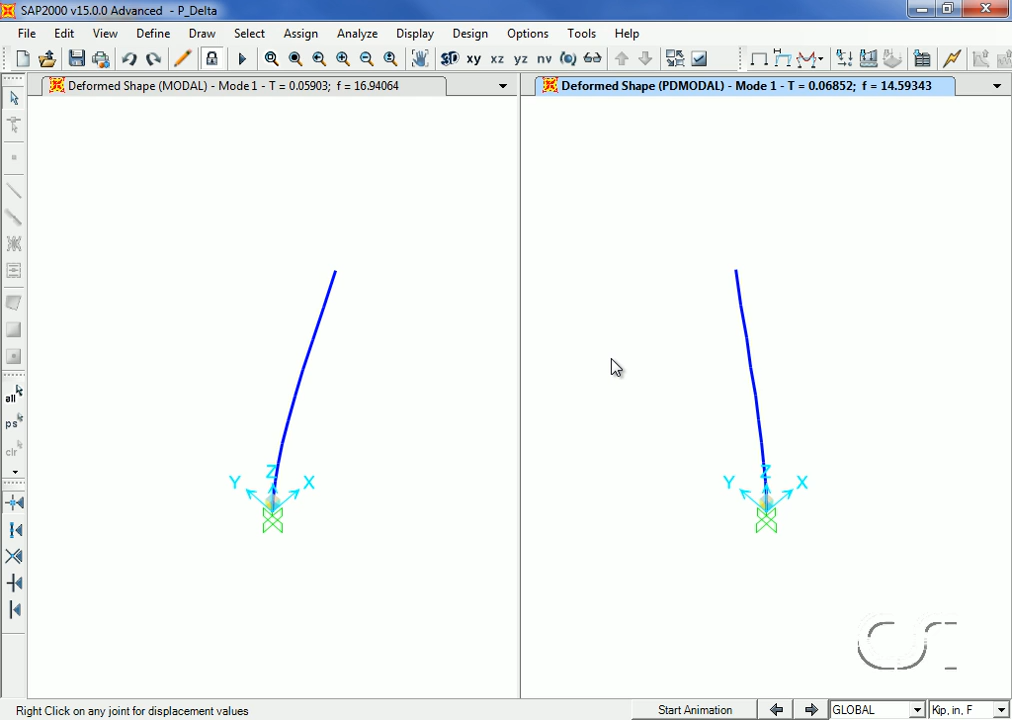 SAP2000 v15.0.0 Advanced - P_Delta
File Edit View Define Draw Select Assign Analyze Display Design Options Tools Help
3D xy xz yz nv
Deformed Shape (MODAL) - Mode 1 - T = 0.05903; f = 16.94064
Deformed Shape (PDMODAL) - Mode 1 - T = 0.06852; f = 14.59343
all
ps
clr
Z
Y X
Z
Y X
CSI
Right Click on any joint for displacement values
Start Animation
GLOBAL
Kip, in, F